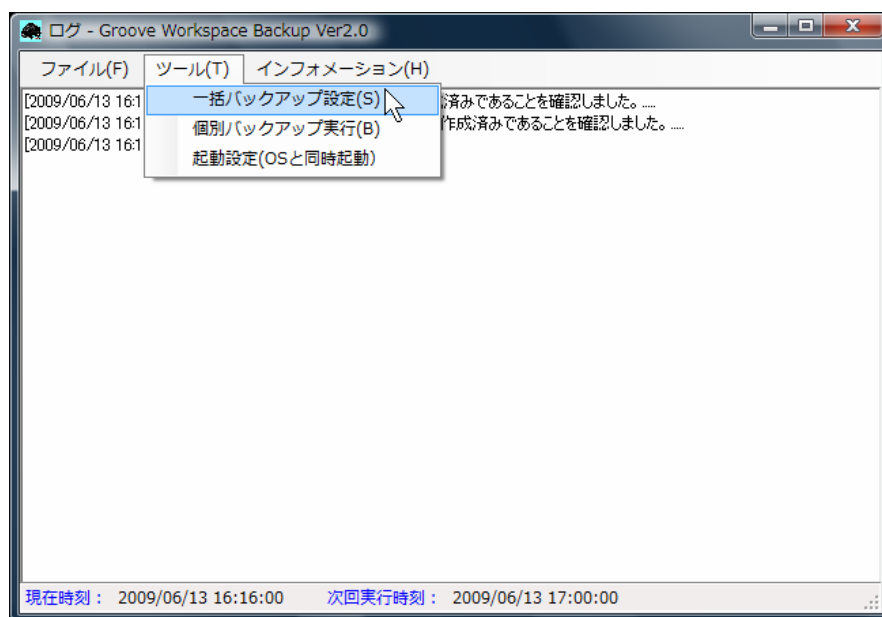 ログ - Groove Workspace Backup Ver2.0
ファイル(F) ツール(T) インフォメーション(H)
[2009/06/13 16:1 済みであることを確認しました。....
[2009/06/13 16:1 作成済みであることを確認しました。....
[2009/06/13 16:1
一括バックアップ設定(S)
個別バックアップ実行(B)
起動設定(OSと同時起動)
現在時刻： 2009/06/13 16:16:00 次回実行時刻： 2009/06/13 17:00:00